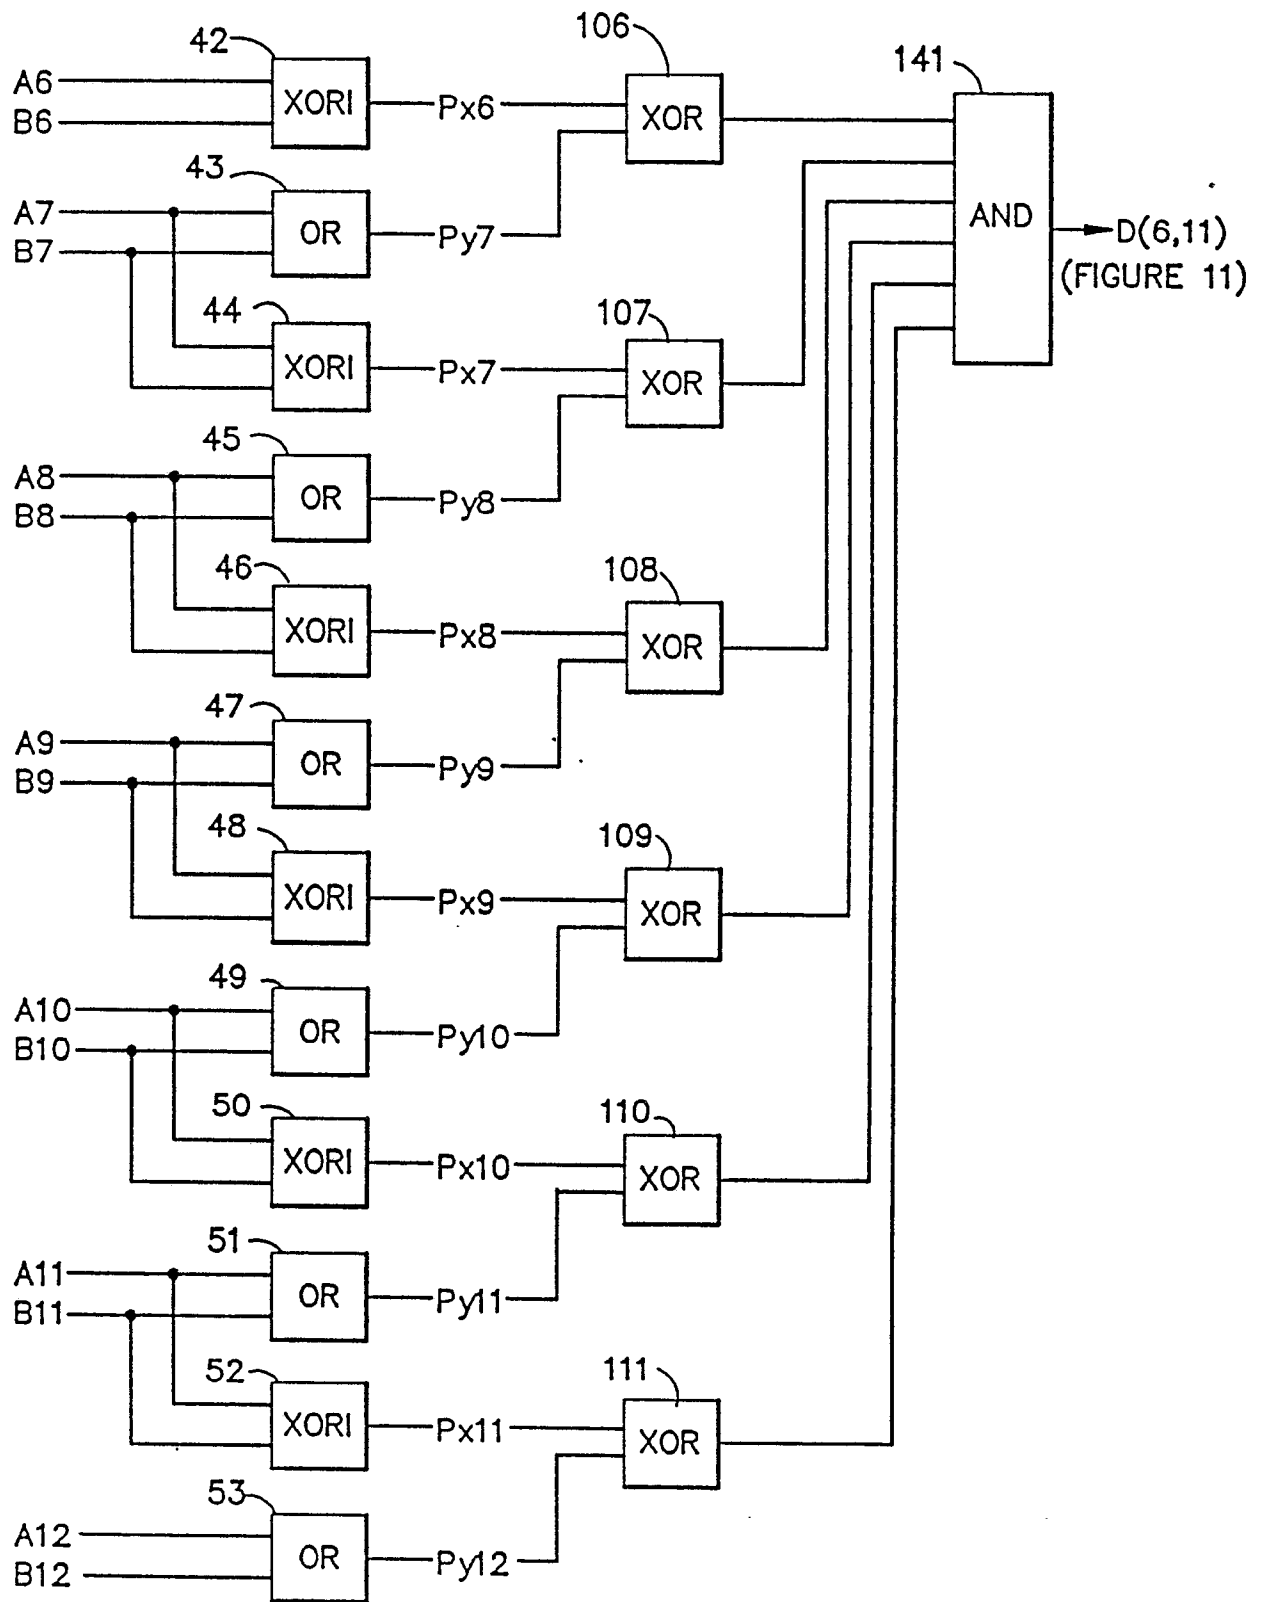 42
106
141
A6
B6
XORI
Px6
XOR
43
A7
B7
OR
Py7
AND
D(6,11)
(FIGURE 11)
44
XORI
Px7
107
XOR
45
A8
B8
OR
Py8
46
XORI
Px8
108
XOR
47
A9
B9
OR
Py9
48
XORI
Px9
109
XOR
49
A10
B10
OR
Py10
50
XORI
Px10
110
XOR
51
A11
B11
OR
Py11
52
XORI
Px11
111
XOR
53
A12
B12
OR
Py12